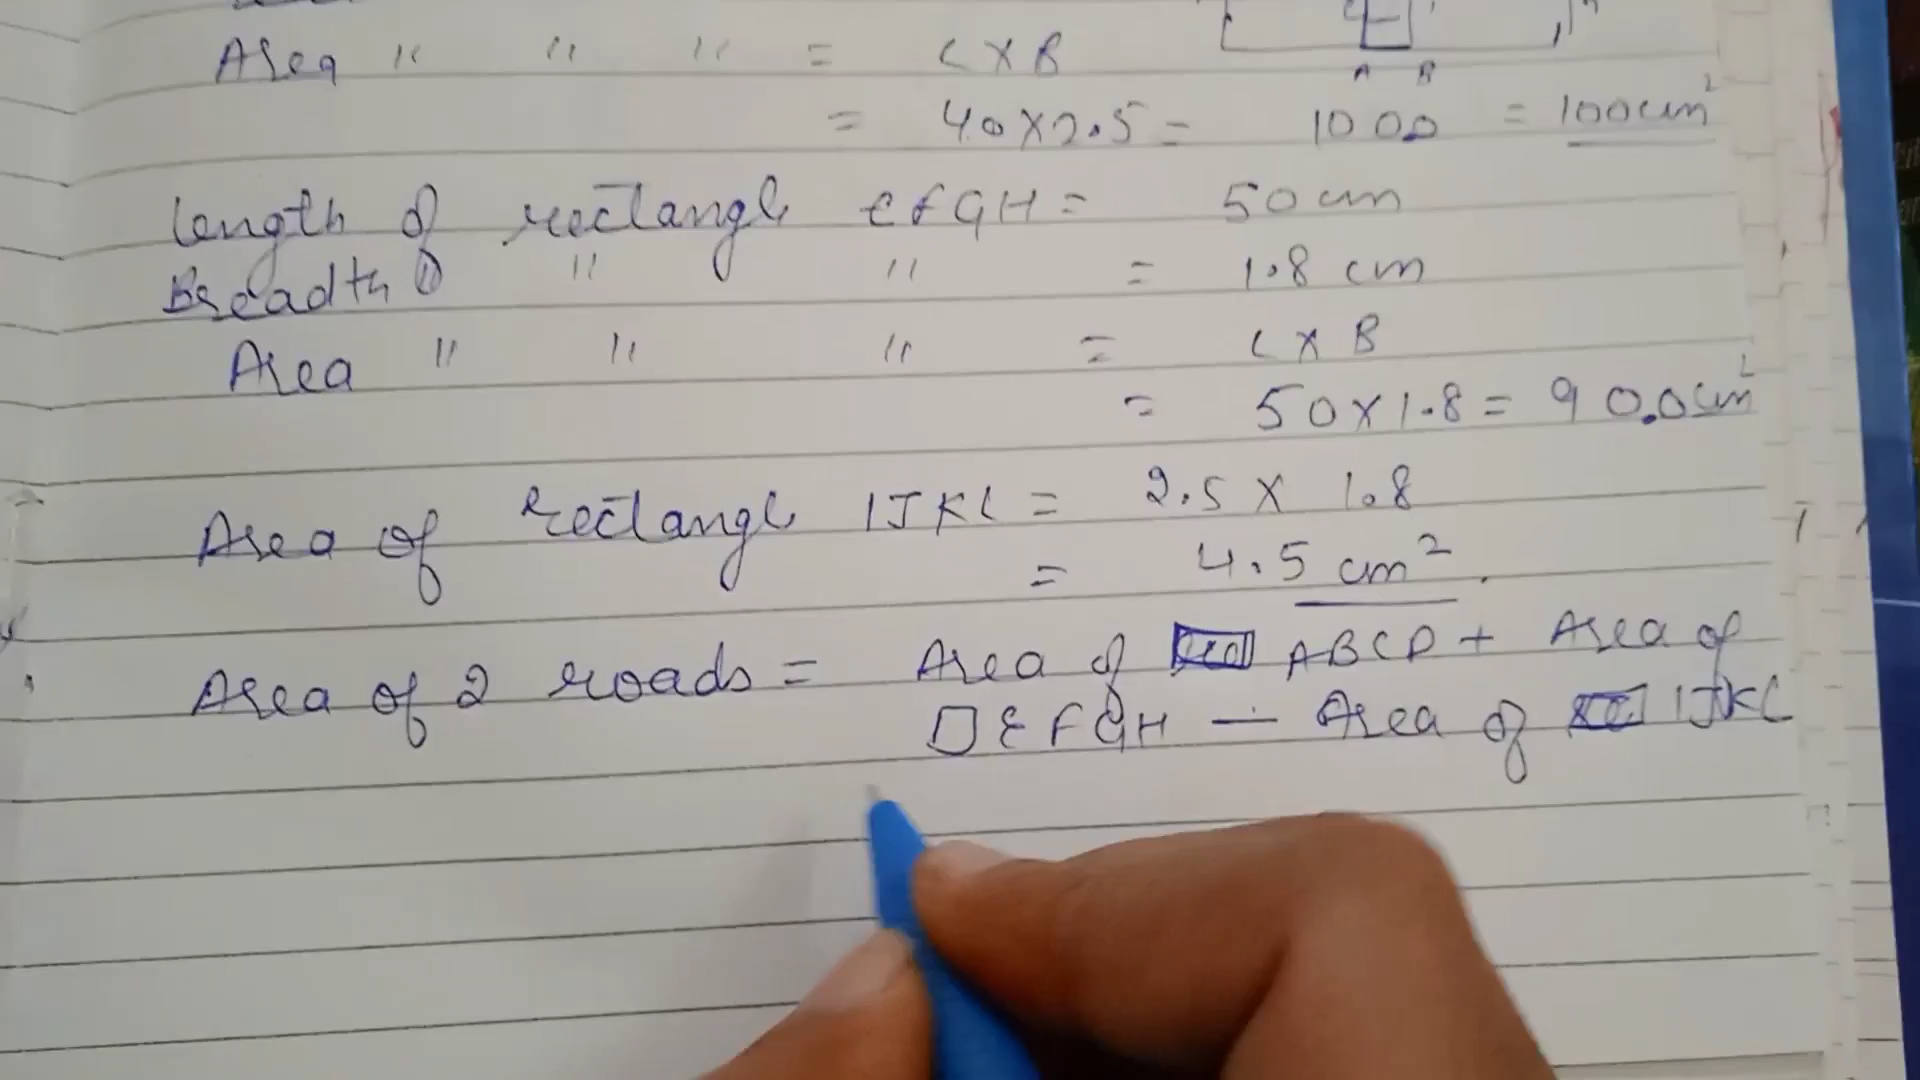 Area " " " = L X B
A B
= 40 X 2.5 = 100.0 = 100 cm²
Length of rectangle EFGH = 50 cm
Breadth " " " = 1.8 cm
Area " " " = L X B
= 50 X 1.8 = 90.0 cm²
Area of rectangle IJKL = 2.5 X 1.8
= 4.5 cm².
Area of 2 roads = Area of ABCD + Area of
▯ EFGH — Area of IJKL